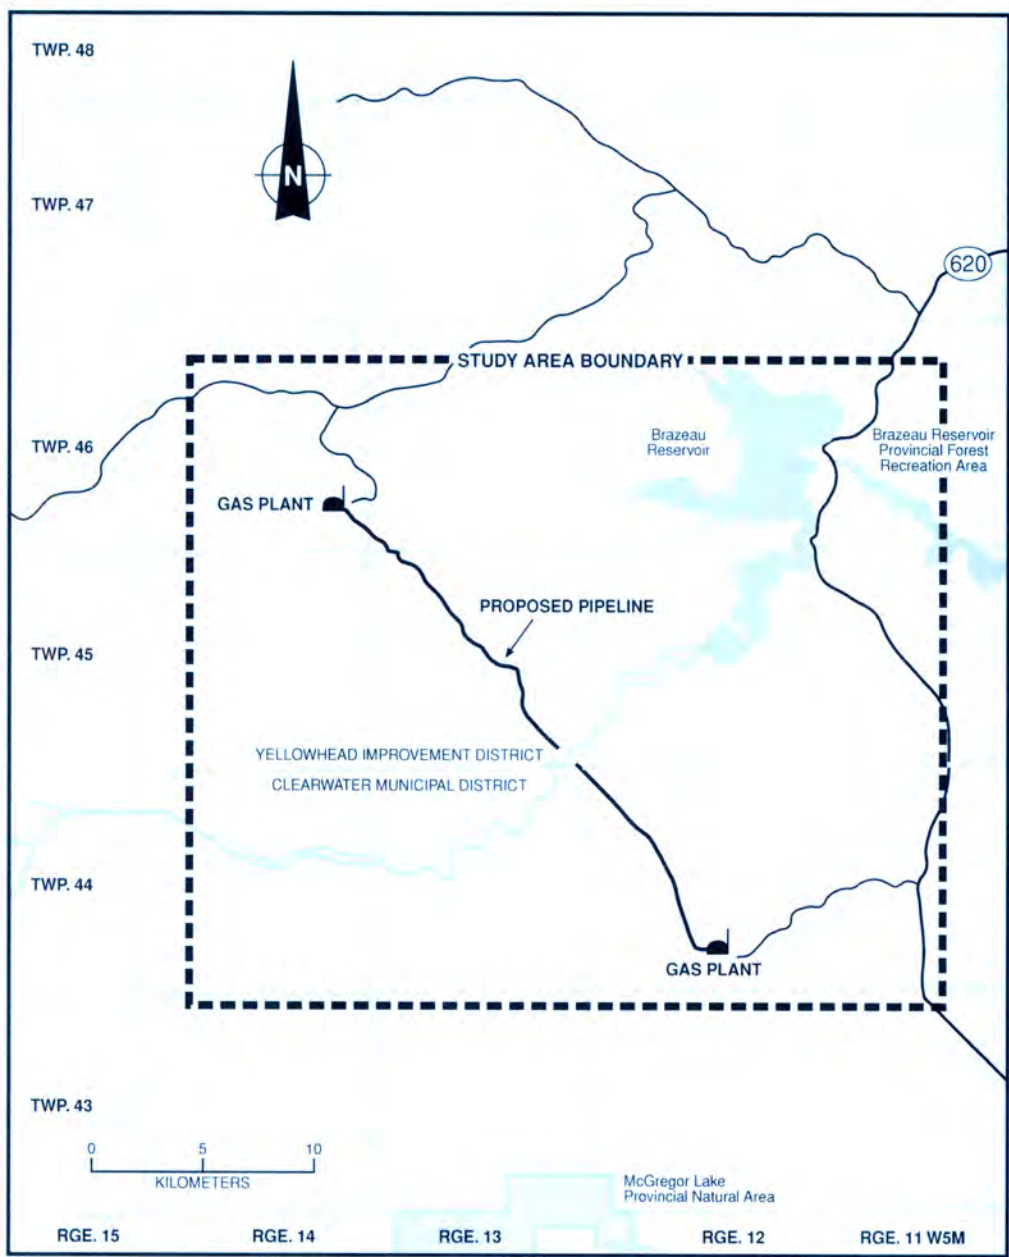 TWP. 48
N
TWP. 47
620
STUDY AREA BOUNDARY
TWP. 46
Brazeau
Reservoir
Brazeau Reservoir
Provincial Forest
Recreation Area
GAS PLANT
PROPOSED PIPELINE
TWP. 45
YELLOWHEAD IMPROVEMENT DISTRICT
CLEARWATER MUNICIPAL DISTRICT
TWP. 44
GAS PLANT
TWP. 43
0 5 10
KILOMETERS
McGregor Lake
Provincial Natural Area
RGE. 15 RGE. 14 RGE. 13 RGE. 12 RGE. 11 W5M